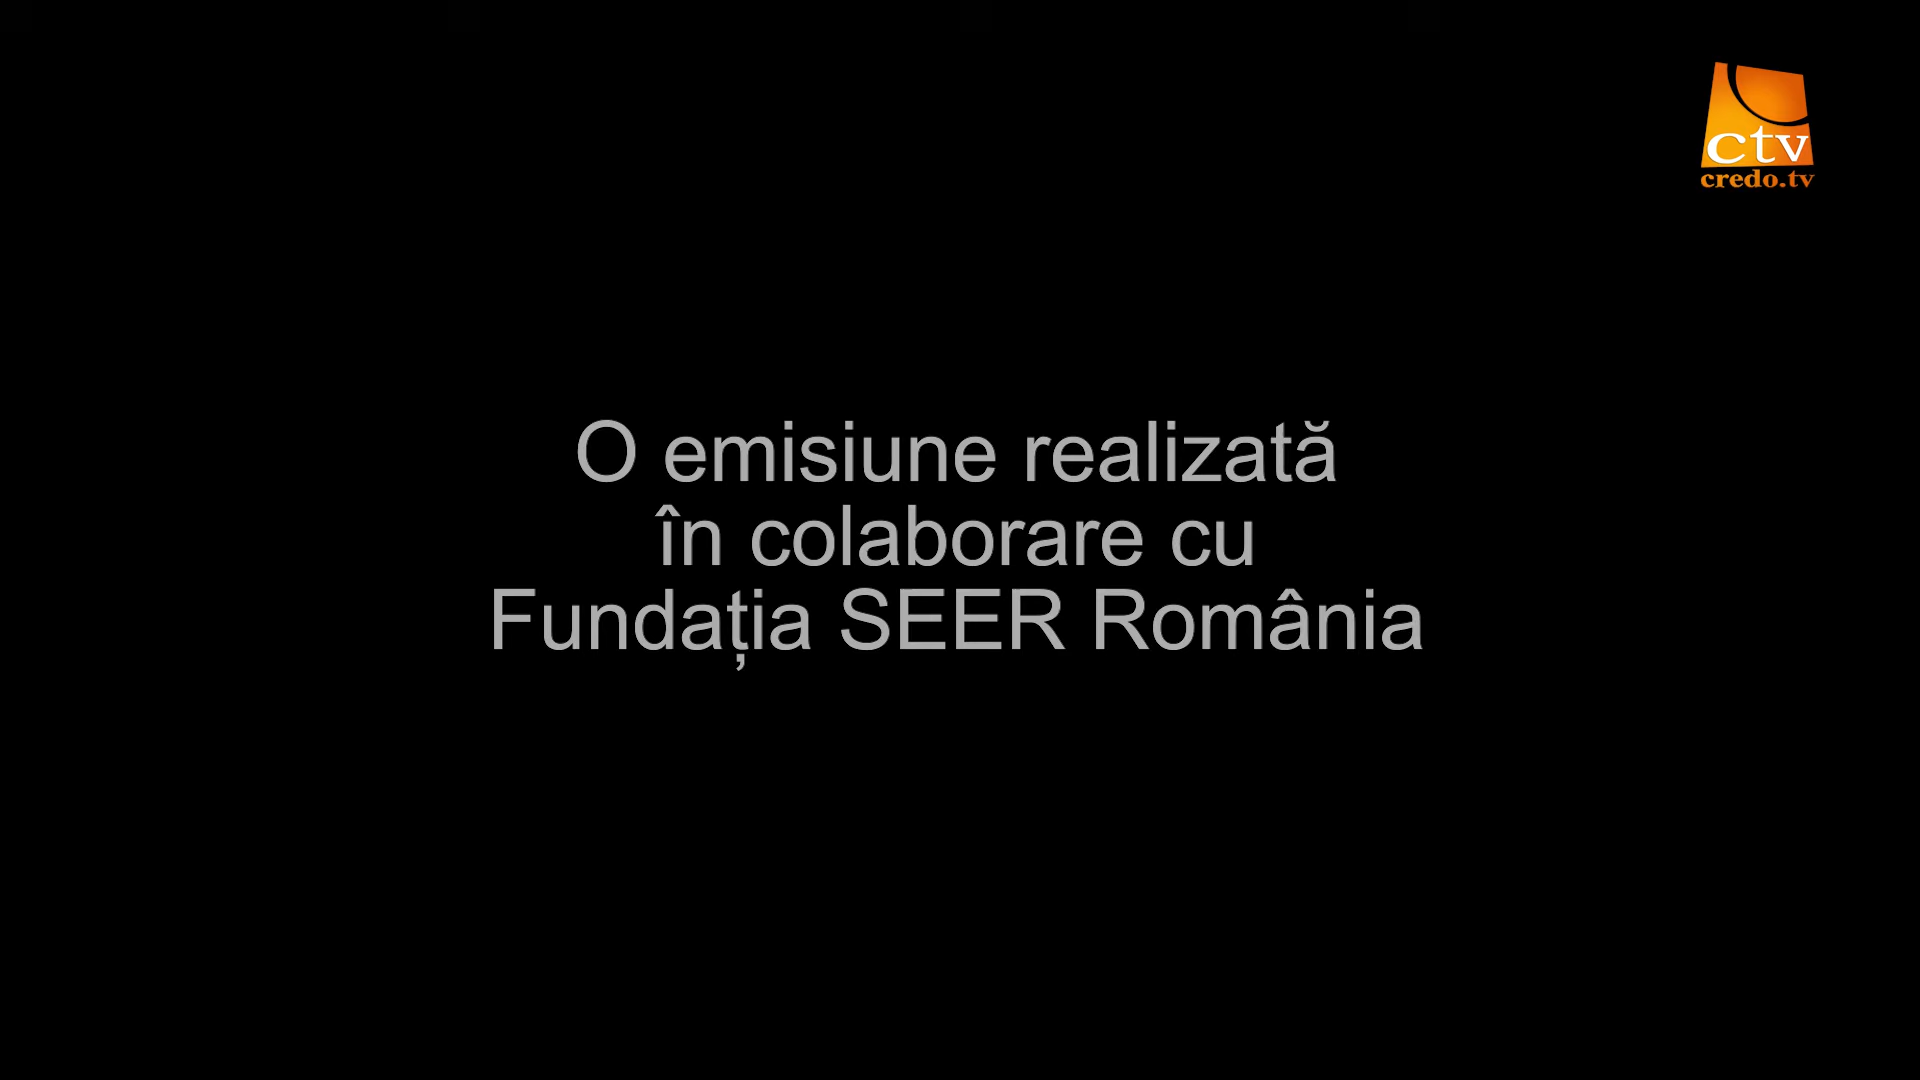 ctv
credo.tv
O emisiune realizată
în colaborare cu
Fundația SEER România